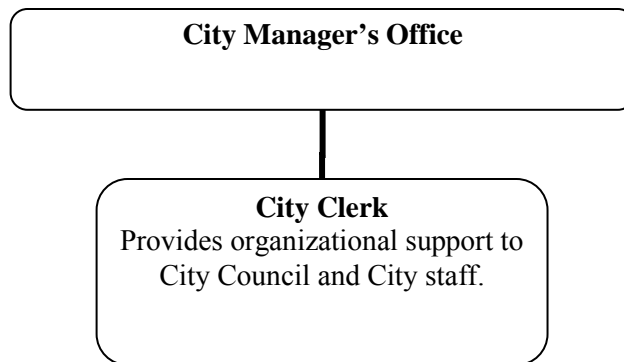 City Manager’s Office
City Clerk
Provides organizational support to
City Council and City staff.